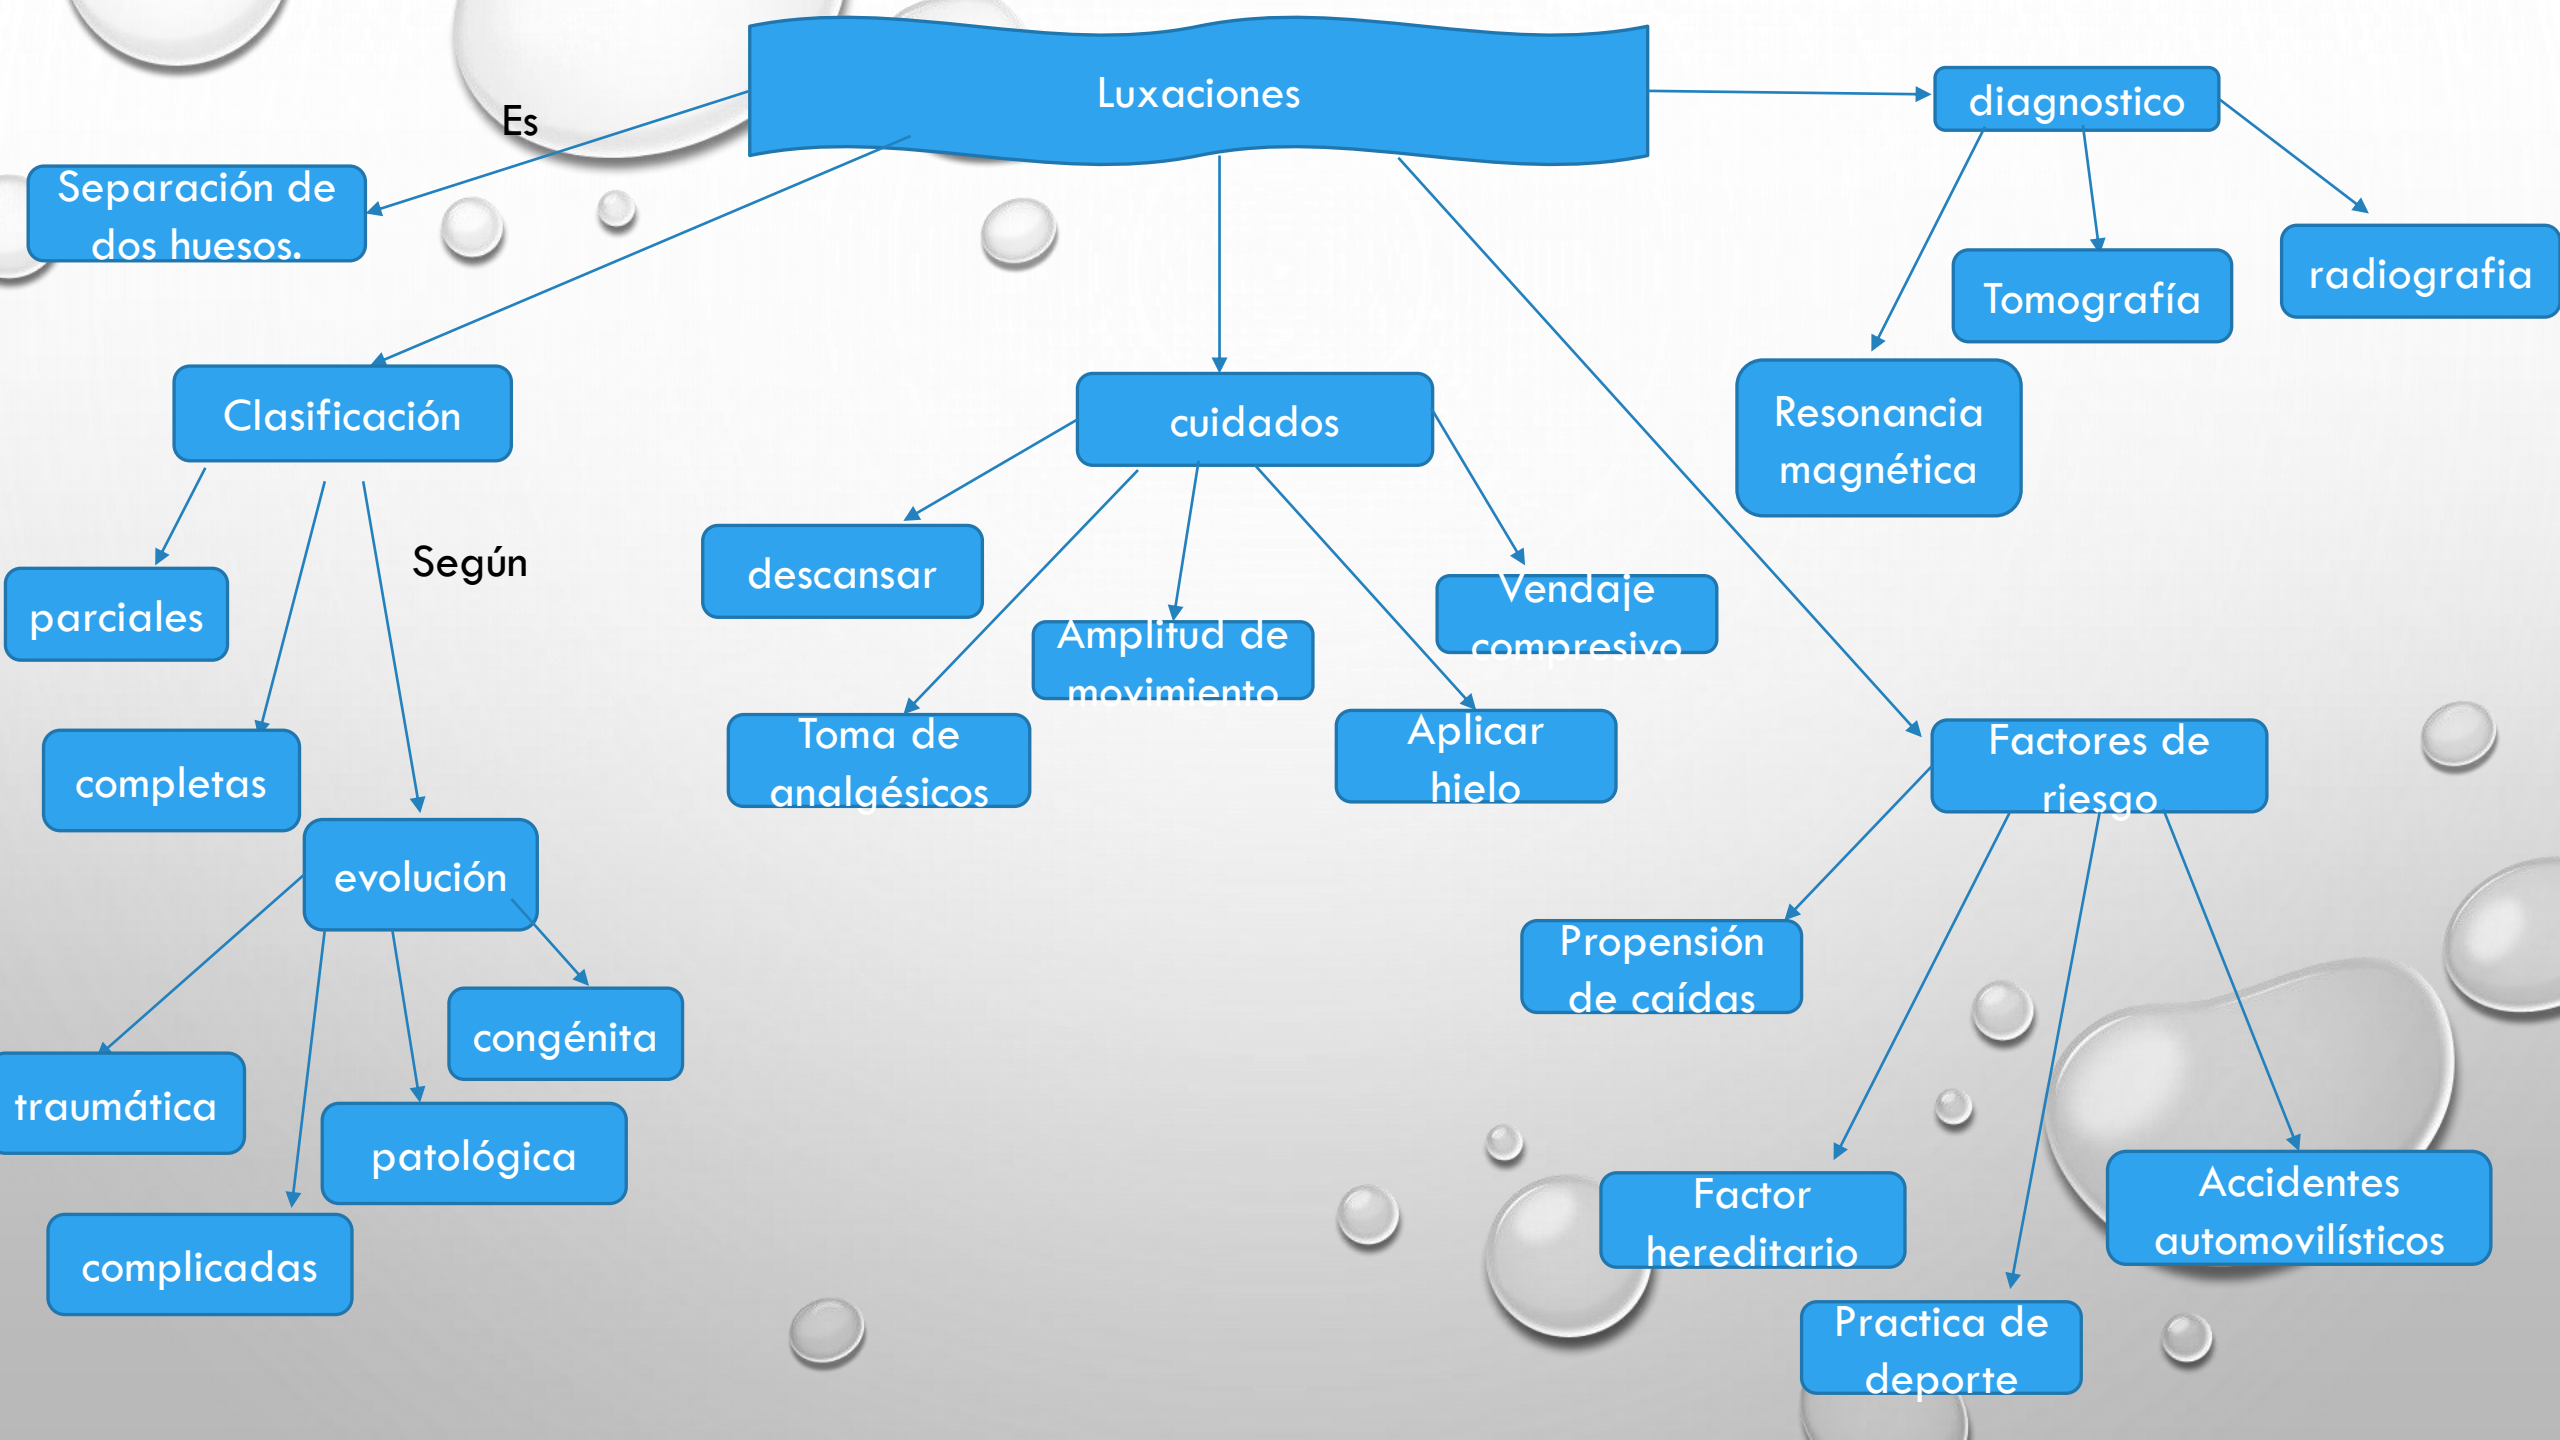 Luxaciones
diagnostico
Es
Separación de
dos huesos.
radiografia
Tomografía
Resonancia
magnética
Clasificación
cuidados
Según
parciales
descansar
Vendaje
compresivo
Amplitud de
movimiento
completas
Toma de
analgésicos
Aplicar
hielo
Factores de
riesgo
evolución
Propensión
de caídas
congénita
traumática
patológica
complicadas
Factor
hereditario
Accidentes
automovilísticos
Practica de
deporte